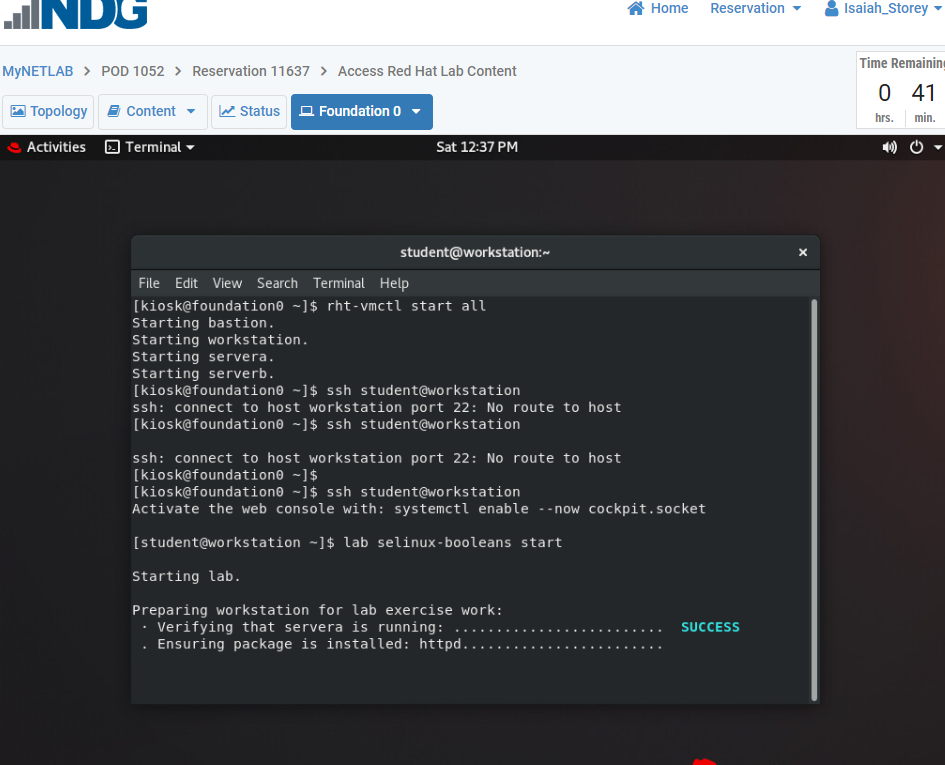 NDG
Home Reservation Isaiah_Storey
MyNETLAB > POD 1052 > Reservation 11637 > Access Red Hat Lab Content
Time Remaining
0 41
hrs. min.
Topology Content Status Foundation 0
Activities Terminal Sat 12:37 PM
student@workstation:~ ×
File Edit View Search Terminal Help
[kiosk@foundation0 ~]$ rht-vmctl start all
Starting bastion.
Starting workstation.
Starting servera.
Starting serverb.
[kiosk@foundation0 ~]$ ssh student@workstation
ssh: connect to host workstation port 22: No route to host
[kiosk@foundation0 ~]$ ssh student@workstation
ssh: connect to host workstation port 22: No route to host
[kiosk@foundation0 ~]$
[kiosk@foundation0 ~]$ ssh student@workstation
Activate the web console with: systemctl enable --now cockpit.socket
[student@workstation ~]$ lab selinux-booleans start
Starting lab.
Preparing workstation for lab exercise work:
· Verifying that servera is running: ......................... SUCCESS
. Ensuring package is installed: httpd........................